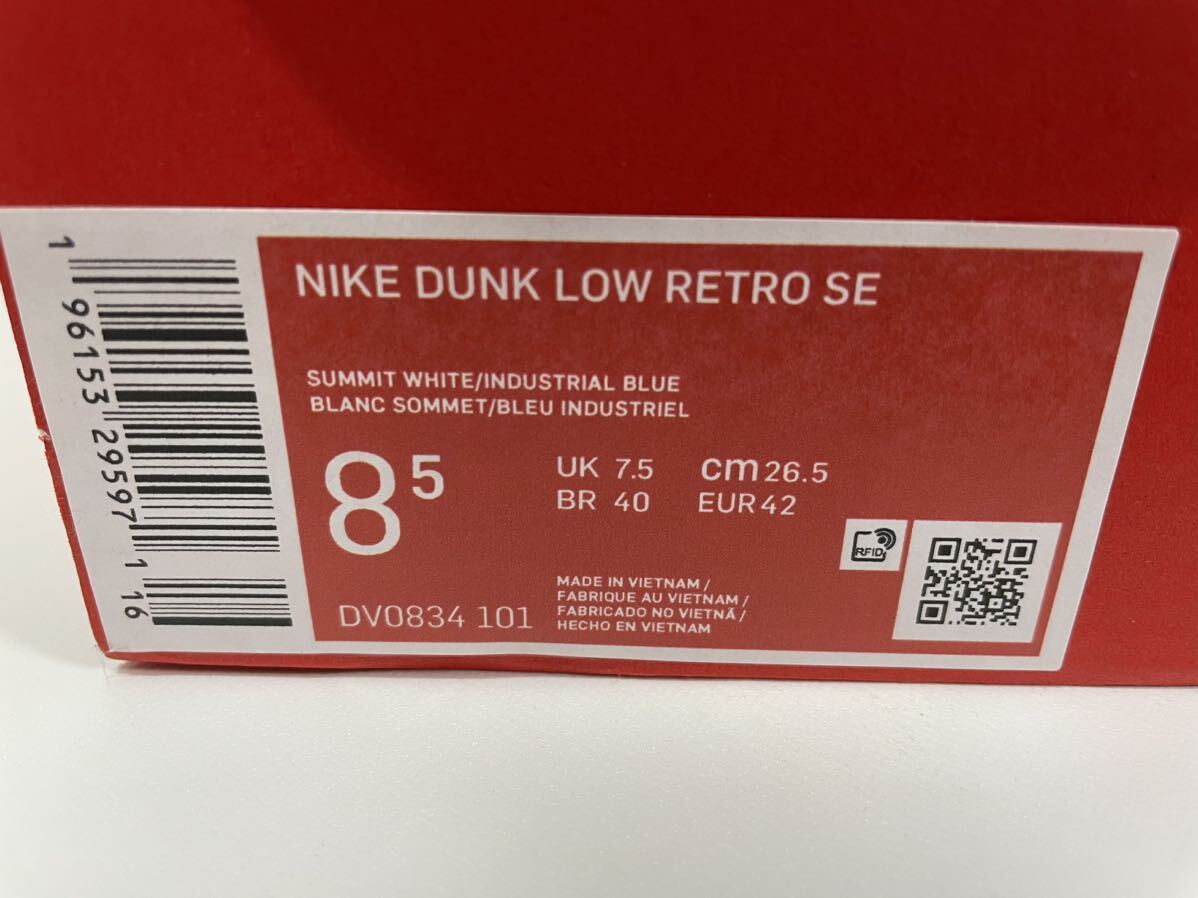 NIKE DUNK LOW RETRO SE
SUMMIT WHITE/INDUSTRIAL BLUE
BLANC SOMMET/BLEU INDUSTRIEL
8 5
UK 7.5 cm 26.5
BR 40 EUR 42
MADE IN VIETNAM /
FABRIQUE AU VIETNAM /
FABRICADO NO VIETNÃ /
HECHO EN VIETNAM
DV0834 101
RFID
1 96153 29597 1 16